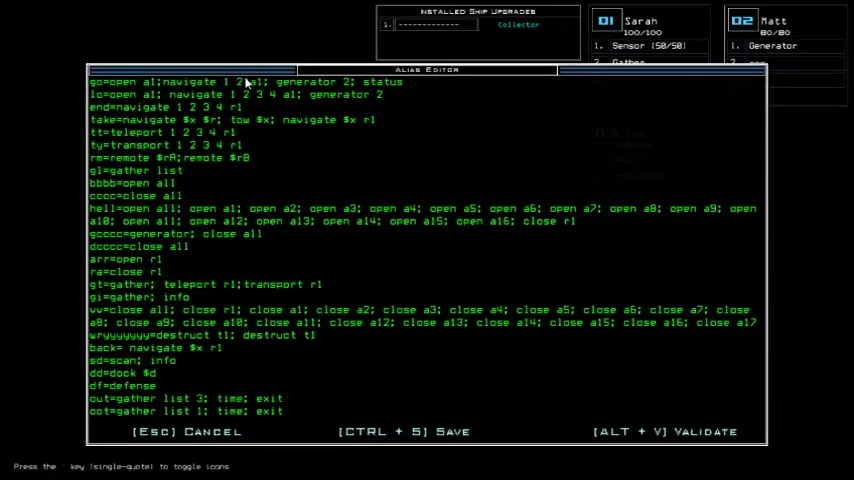 Installed Ship Upgrades
1. ------------- Collector
01 Sarah
100/100
1. Sensor (50/50)
2. Gather
02 Matt
80/80
1. Generator
Alias Editor
go=open a1;navigate 1 2 a1; generator 2; status
lo=open a1; navigate 1 2 3 4 a1; generator 2
end=navigate 1 2 3 4 r1
take=navigate $x $r; tow $x; navigate $x r1
tt=teleport 1 2 3 4 r1
ty=transport 1 2 3 4 r1
rm=remote $rA;remote $rB
gl=gather list
bbbb=open all
cccc=close all
hell=open all; open a1; open a2; open a3; open a4; open a5; open a6; open a7; open a8; open a9; open
a10; open a11; open a12; open a13; open a14; open a15; open a16; close r1
gcccc=generator; close all
dcccc=close all
arr=open r1
ra=close r1
gt=gather; teleport r1;transport r1
gi=gather; info
vv=close all; close r1; close a1; close a2; close a3; close a4; close a5; close a6; close a7; close
a8; close a9; close a10; close a11; close a12; close a13; close a14; close a15; close a16; close a17
wryyyyyyy=destruct t1; destruct t1
back= navigate $x r1
sd=scan; info
dd=dock $d
df=defense
out=gather list 3; time; exit
oot=gather list 1; time; exit
[Esc] Cancel [CTRL + S] Save [ALT + V] Validate
Press the ` key (single-quote) to toggle icons